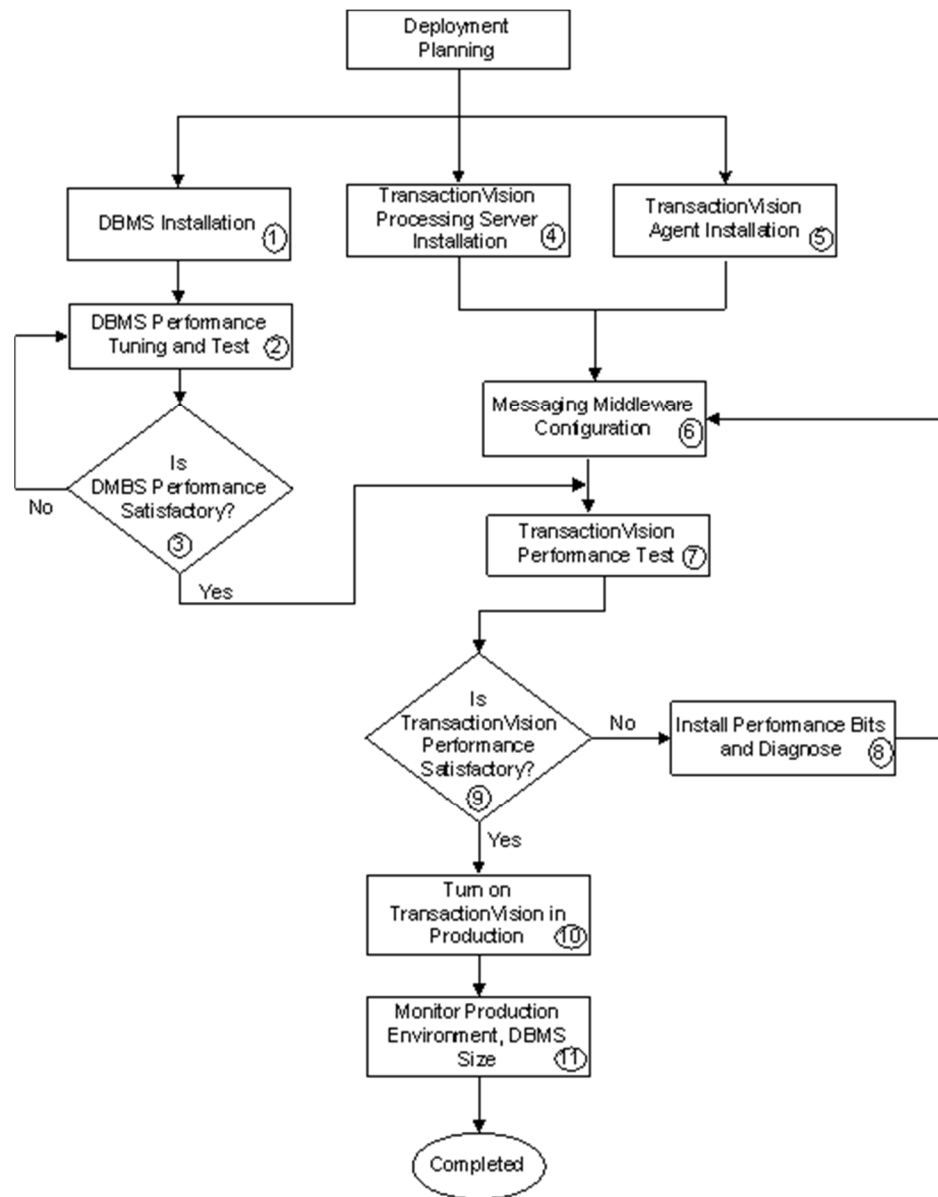 Deployment
Planning
DBMS Installation
1
TransactionVision
Processing Server
Installation
4
TransactionVision
Agent Installation
5
DBMS Performance
Tuning and Test
2
Is
DMBS Performance
Satisfactory?
3
No
Yes
Messaging Middleware
Configuration
6
TransactionVision
Performance Test
7
Is
TransactionVision
Performance
Satisfactory?
9
No
Install Performance Bits
and Diagnose
8
Yes
Turn on
TransactionVision in
Production
10
Monitor Production
Environment, DBMS
Size
11
Completed